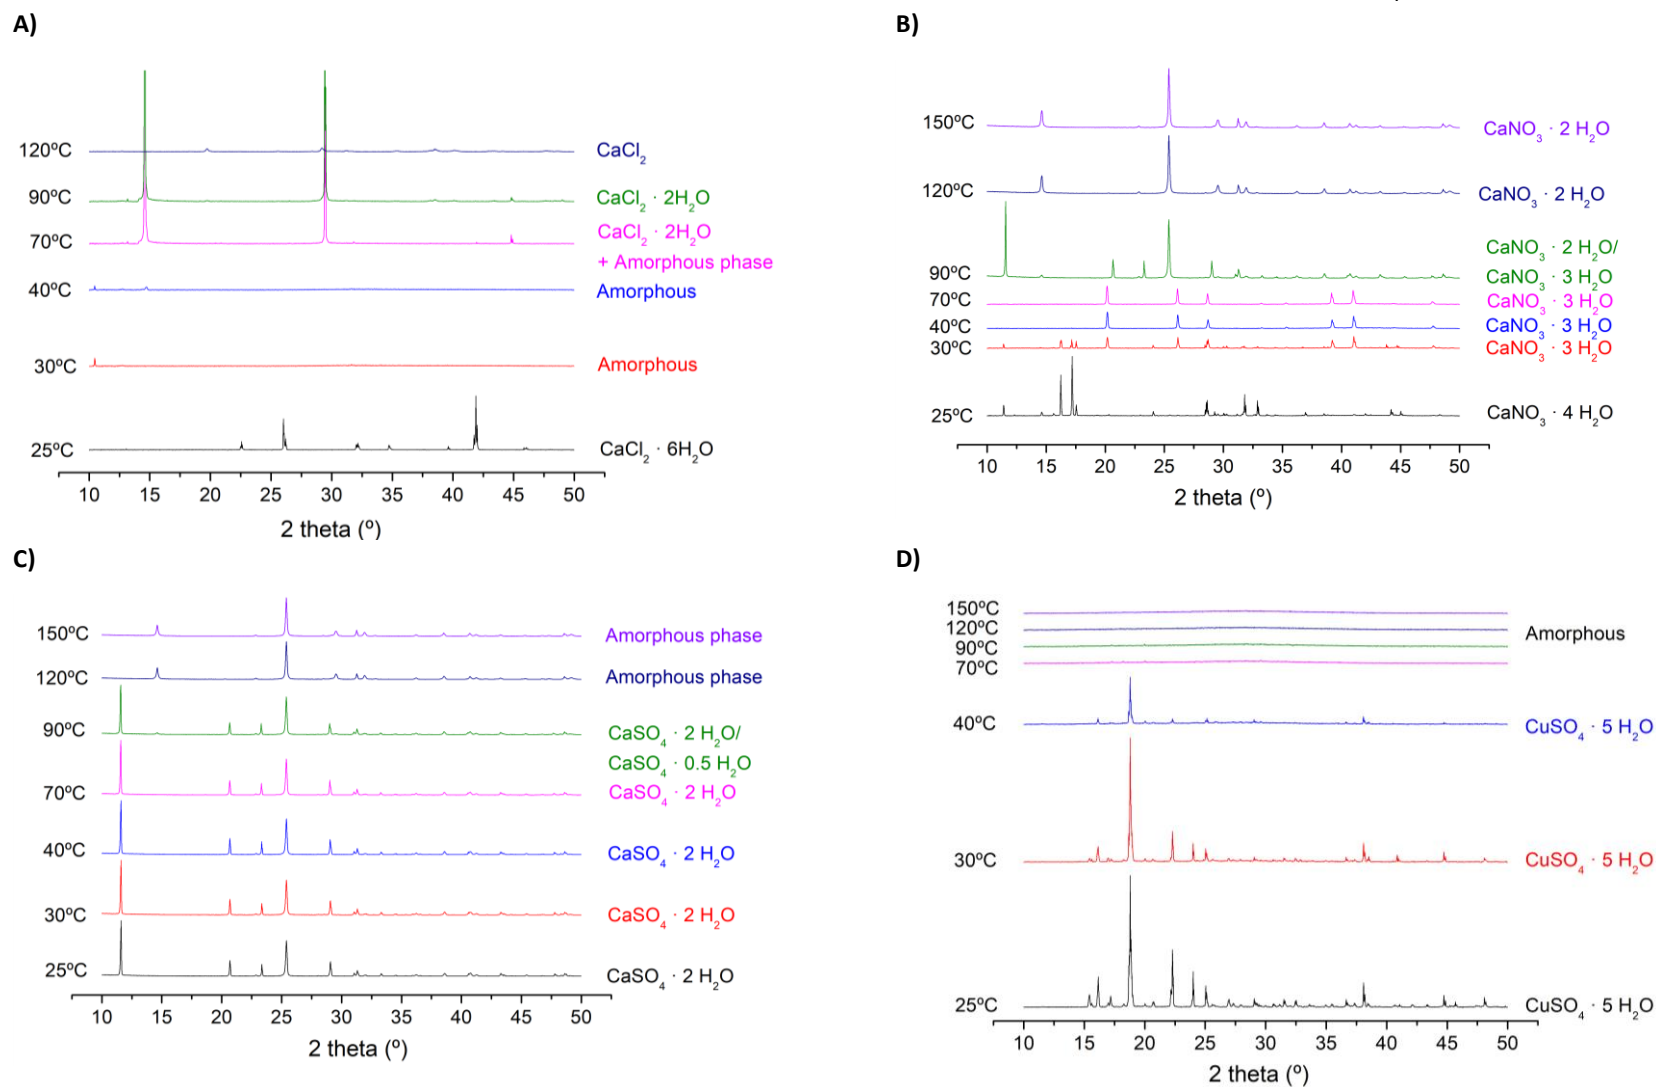 A)
120ºC CaCl2
90ºC CaCl2 · 2H2O
70ºC CaCl2 · 2H2O
+ Amorphous phase
40ºC Amorphous
30ºC Amorphous
25ºC CaCl2 · 6H2O
10 15 20 25 30 35 40 45 50
2 theta (º)
B)
150ºC CaNO3 · 2 H2O
120ºC CaNO3 · 2 H2O
CaNO3 · 2 H2O/
90ºC CaNO3 · 3 H2O
70ºC CaNO3 · 3 H2O
40ºC CaNO3 · 3 H2O
30ºC CaNO3 · 3 H2O
25ºC CaNO3 · 4 H2O
10 15 20 25 30 35 40 45 50
2 theta (º)
C)
150ºC Amorphous phase
120ºC Amorphous phase
90ºC CaSO4 · 2 H2O/
CaSO4 · 0.5 H2O
70ºC CaSO4 · 2 H2O
40ºC CaSO4 · 2 H2O
30ºC CaSO4 · 2 H2O
25ºC CaSO4 · 2 H2O
10 15 20 25 30 35 40 45 50
2 theta (º)
D)
150ºC
120ºC Amorphous
90ºC
70ºC
40ºC CuSO4 · 5 H2O
30ºC CuSO4 · 5 H2O
25ºC CuSO4 · 5 H2O
10 15 20 25 30 35 40 45 50
2 theta (º)